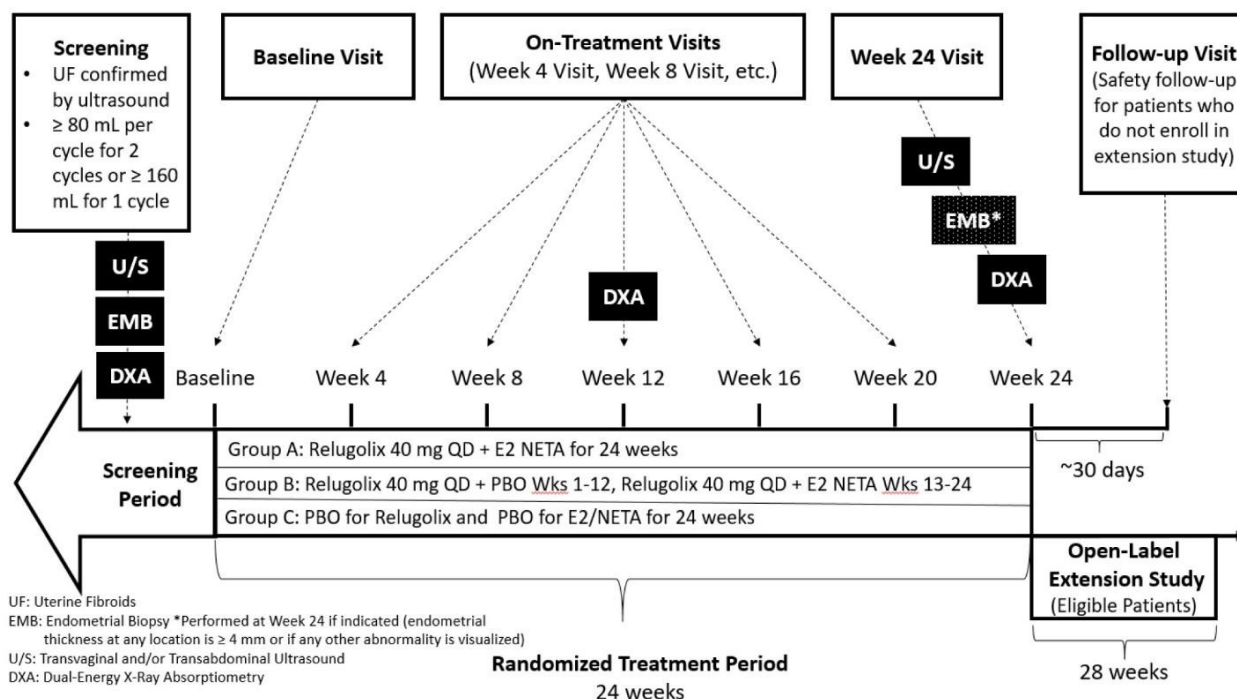 Screening
• UF confirmed
by ultrasound
• ≥ 80 mL per
cycle for 2
cycles or ≥ 160
mL for 1 cycle
Baseline Visit
On-Treatment Visits
(Week 4 Visit, Week 8 Visit, etc.)
Week 24 Visit
Follow-up Visit
(Safety follow-up
for patients who
do not enroll in
extension study)
U/S
EMB
DXA
DXA
U/S
EMB*
DXA
Baseline
Week 4
Week 8
Week 12
Week 16
Week 20
Week 24
Screening
Period
Group A: Relugolix 40 mg QD + E2 NETA for 24 weeks
Group B: Relugolix 40 mg QD + PBO Wks 1-12, Relugolix 40 mg QD + E2 NETA Wks 13-24
Group C: PBO for Relugolix and PBO for E2/NETA for 24 weeks
~30 days
Open-Label
Extension Study
(Eligible Patients)
28 weeks
UF: Uterine Fibroids
EMB: Endometrial Biopsy *Performed at Week 24 if indicated (endometrial
thickness at any location is ≥ 4 mm or if any other abnormality is visualized)
U/S: Transvaginal and/or Transabdominal Ultrasound
DXA: Dual-Energy X-Ray Absorptiometry
Randomized Treatment Period
24 weeks